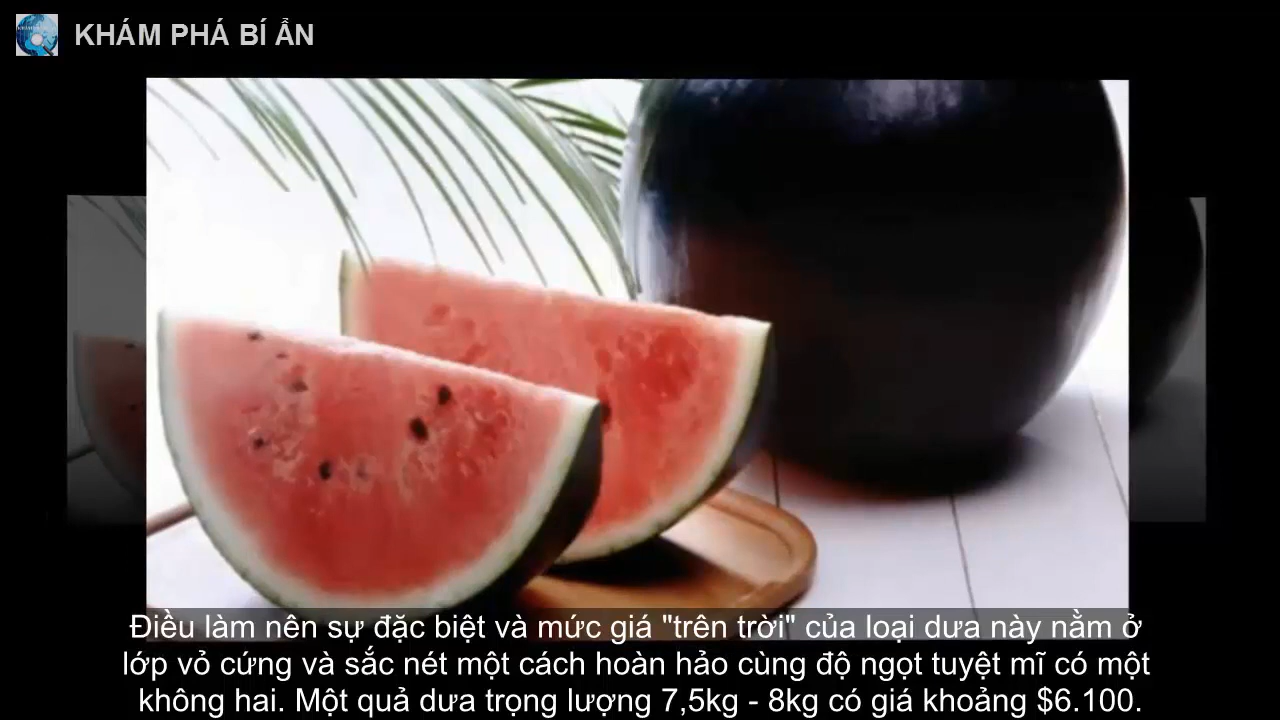 KHÁM PHÁ BÍ ẨN
Điều làm nên sự đặc biệt và mức giá "trên trời" của loại dưa này nằm ở
lớp vỏ cứng và sắc nét một cách hoàn hảo cùng độ ngọt tuyệt mĩ có một
không hai. Một quả dưa trọng lượng 7,5kg - 8kg có giá khoảng $6.100.